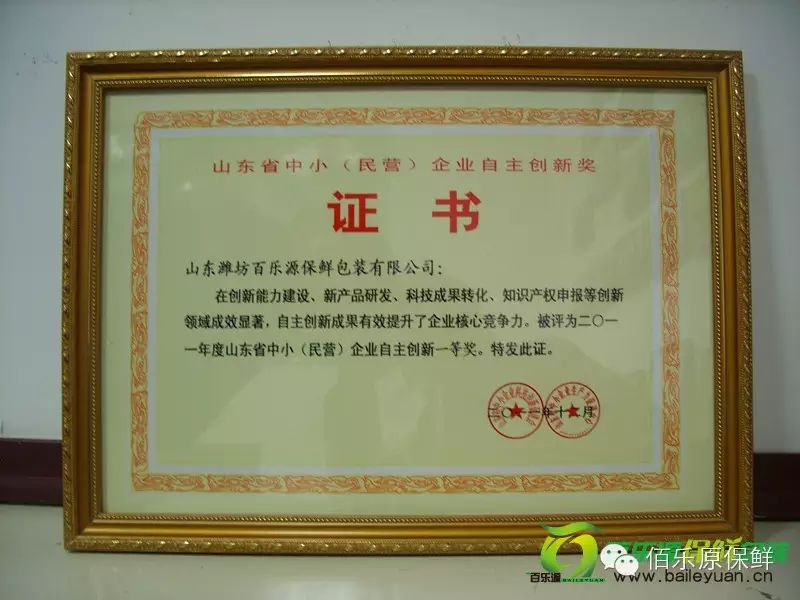 山东省中小（民营）企业自主创新奖
证 书
山东潍坊百乐源保鲜包装有限公司：
在创新能力建设、新产品研发、科技成果转化、知识产权申报等创新
领域成效显著，自主创新成果有效提升了企业核心竞争力。被评为二〇一
一年度山东省中小（民营）企业自主创新一等奖。特发此证。
年十二月
百乐源
BAILEYUAN
佰乐原保鲜
www.baileyuan.cn